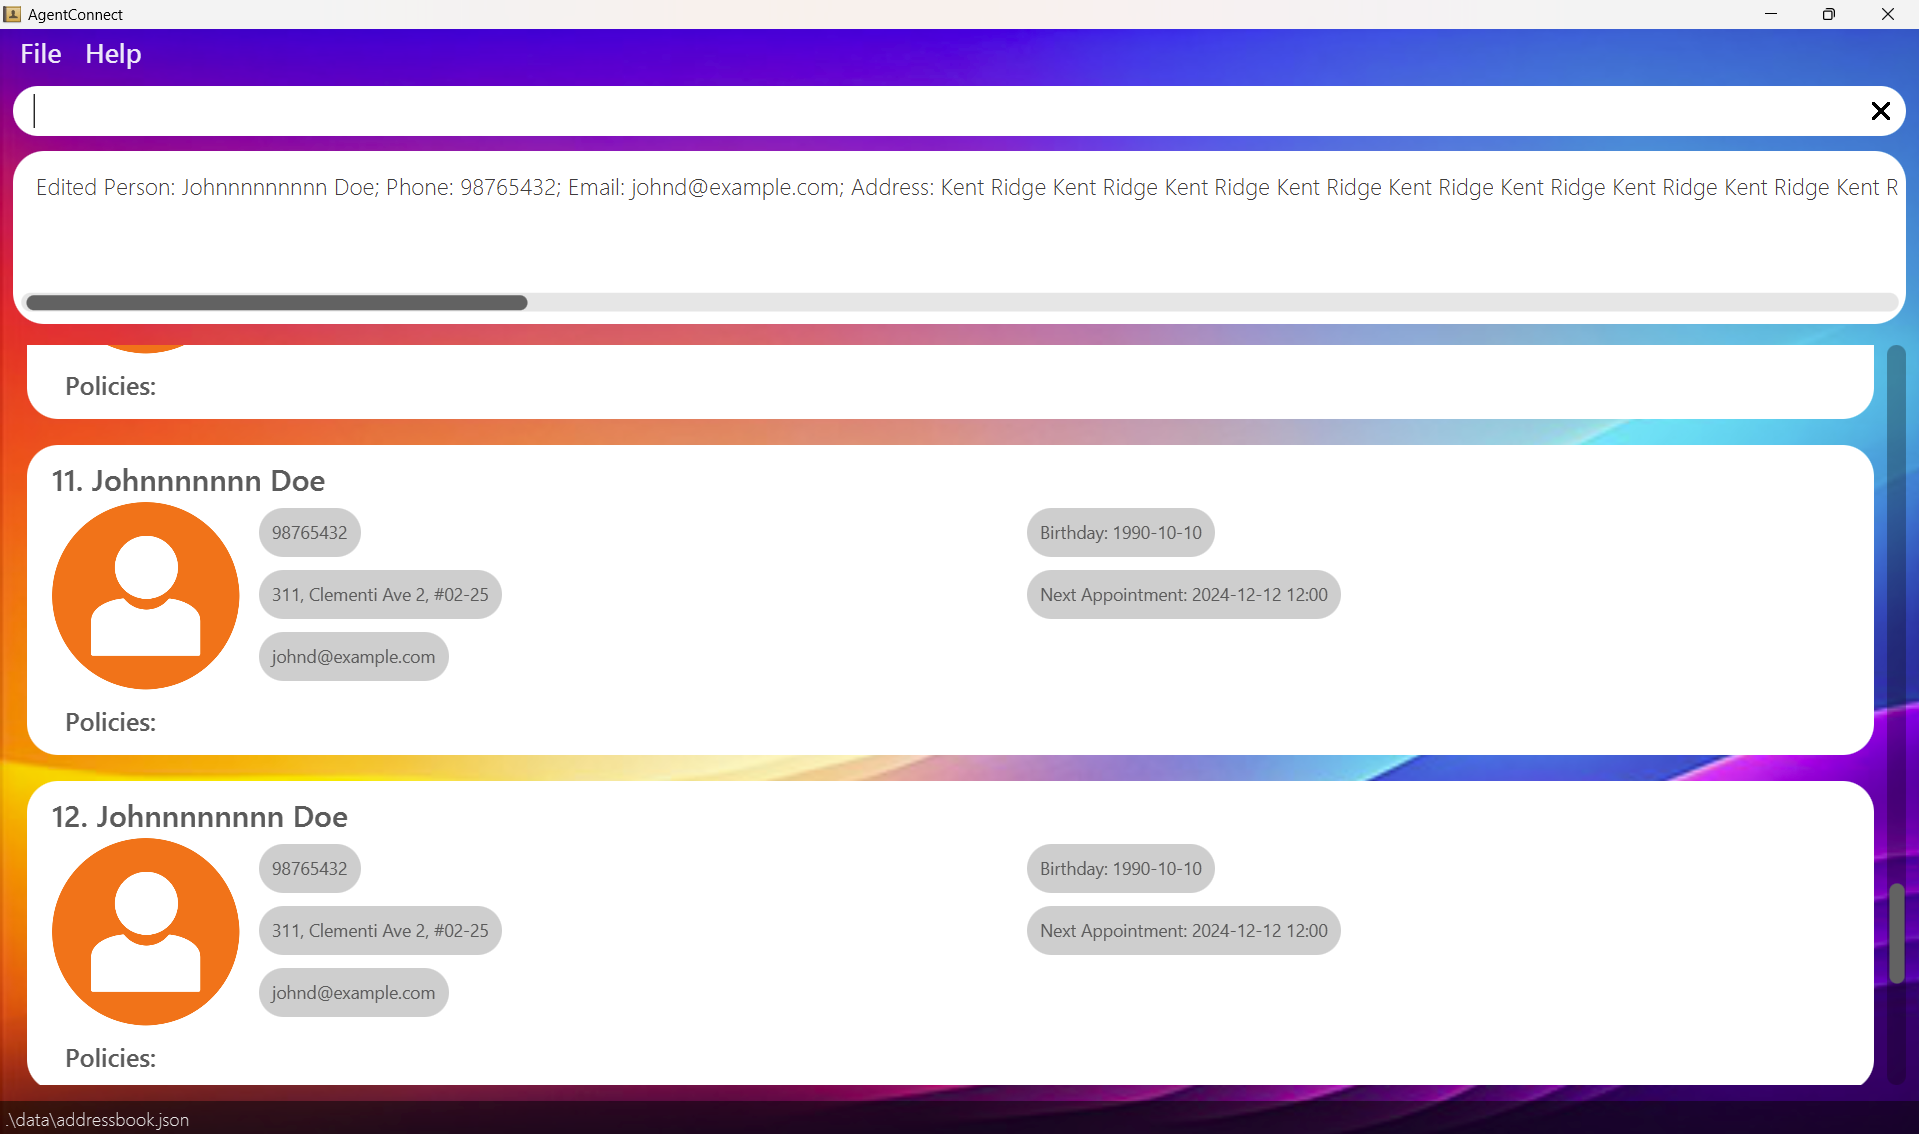 AgentConnect
File Help
Edited Person: Johnnnnnnnnn Doe; Phone: 98765432; Email: johnd@example.com; Address: Kent Ridge Kent Ridge Kent Ridge Kent Ridge Kent Ridge Kent Ridge Kent Ridge Kent Ridge Kent R
Policies:
11. Johnnnnnnnn Doe
98765432
Birthday: 1990-10-10
311, Clementi Ave 2, #02-25
Next Appointment: 2024-12-12 12:00
johnd@example.com
Policies:
12. Johnnnnnnnnn Doe
98765432
Birthday: 1990-10-10
311, Clementi Ave 2, #02-25
Next Appointment: 2024-12-12 12:00
johnd@example.com
Policies:
.\data\addressbook.json